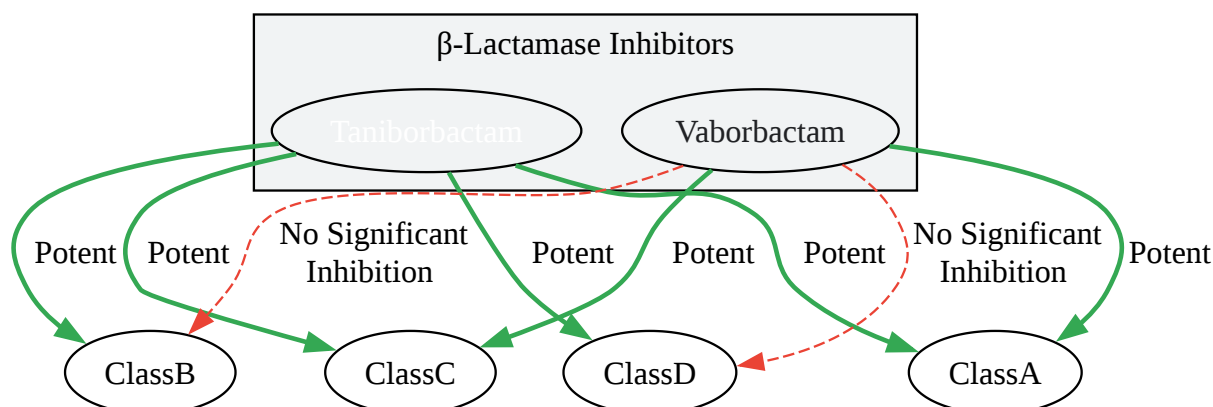 β-Lactamase Inhibitors
Taniborbactam
Vaborbactam
Potent
Potent
No Significant
Inhibition
Potent
Potent
Potent
No Significant
Inhibition
Potent
ClassB
ClassC
ClassD
ClassA